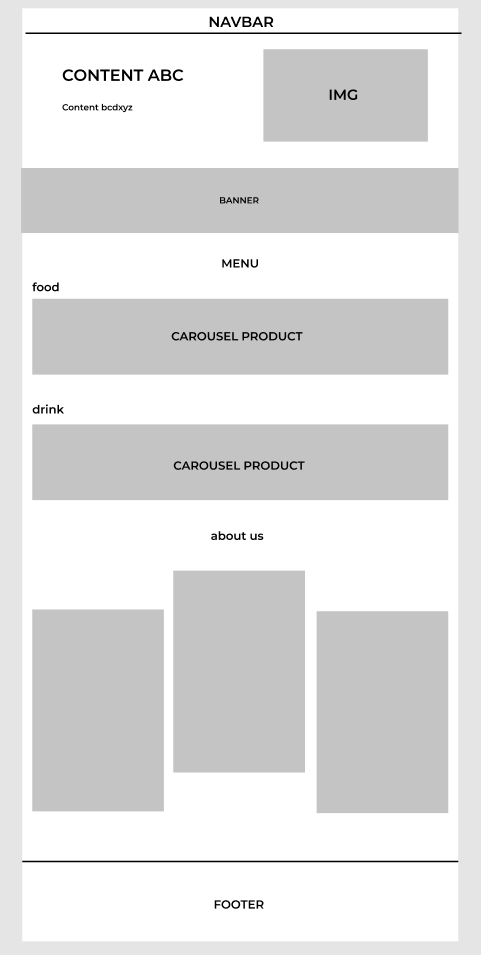 NAVBAR
CONTENT ABC
Content bcdxyz
IMG
BANNER
MENU
food
CAROUSEL PRODUCT
drink
CAROUSEL PRODUCT
about us
FOOTER